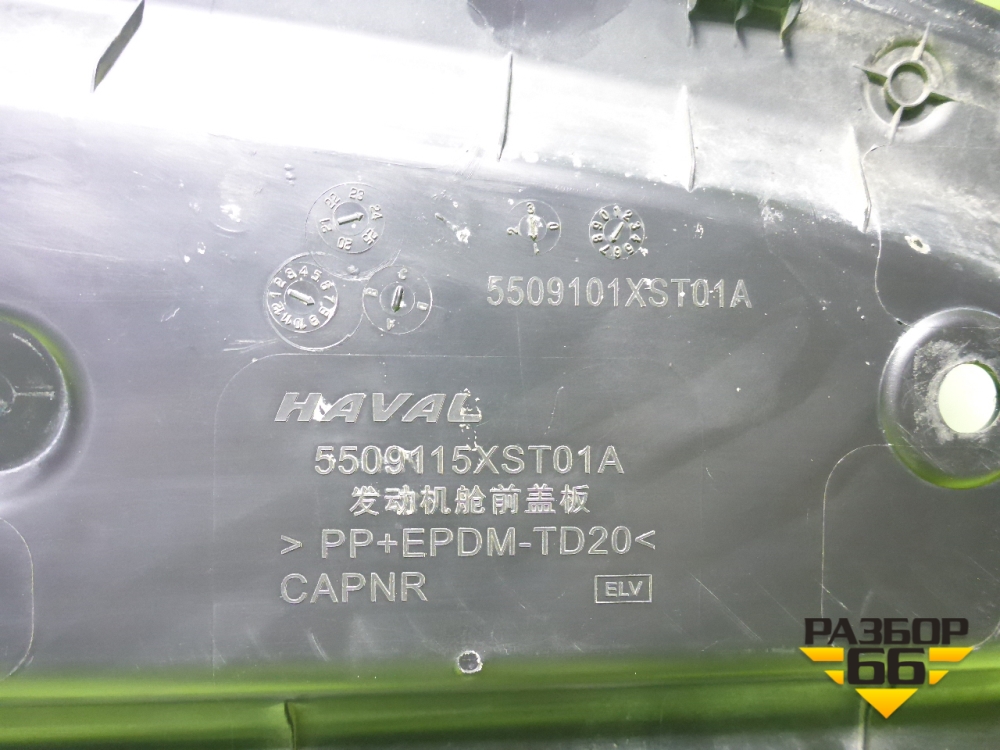 5509101XST01A
HAVAL
5509115XST01A
发动机舱前盖板
> PP+EPDM-TD20<
CAPNR
ELV
РАЗБОР
66